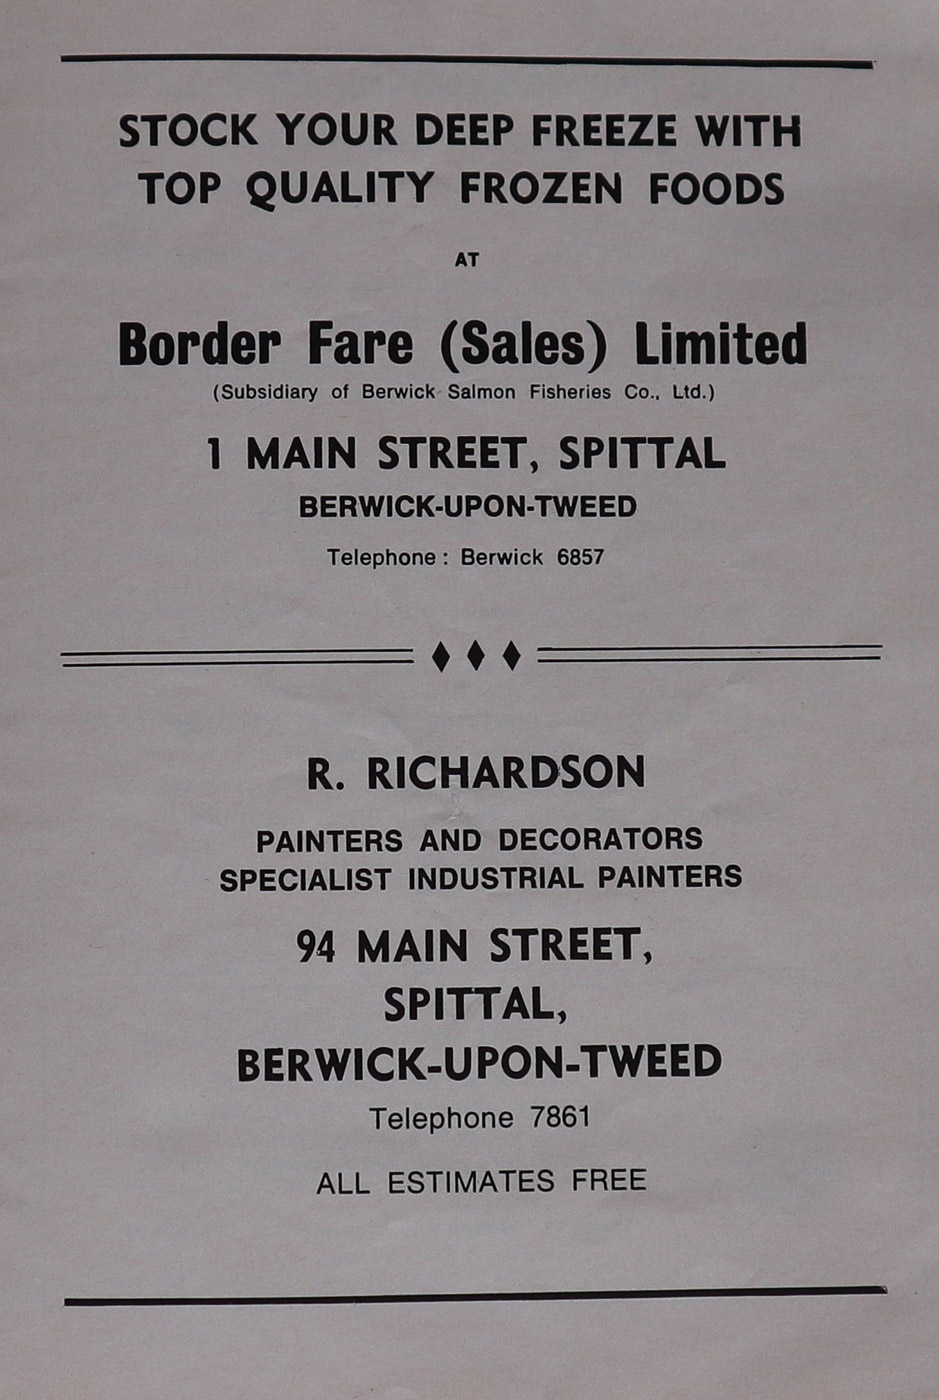 STOCK YOUR DEEP FREEZE WITH
TOP QUALITY FROZEN FOODS
AT
Border Fare (Sales) Limited
(Subsidiary of Berwick Salmon Fisheries Co., Ltd.)
1 MAIN STREET, SPITTAL
BERWICK-UPON-TWEED
Telephone : Berwick 6857
R. RICHARDSON
PAINTERS AND DECORATORS
SPECIALIST INDUSTRIAL PAINTERS
94 MAIN STREET,
SPITTAL,
BERWICK-UPON-TWEED
Telephone 7861
ALL ESTIMATES FREE